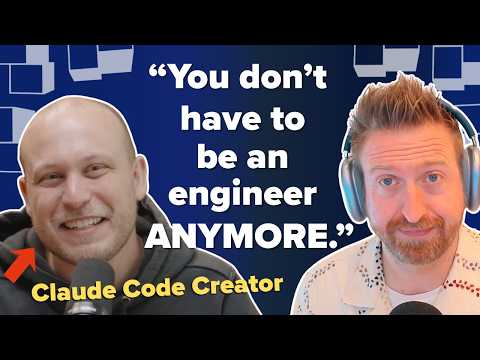 “You don’t
have to
be an
engineer
ANYMORE.”
Claude Code Creator